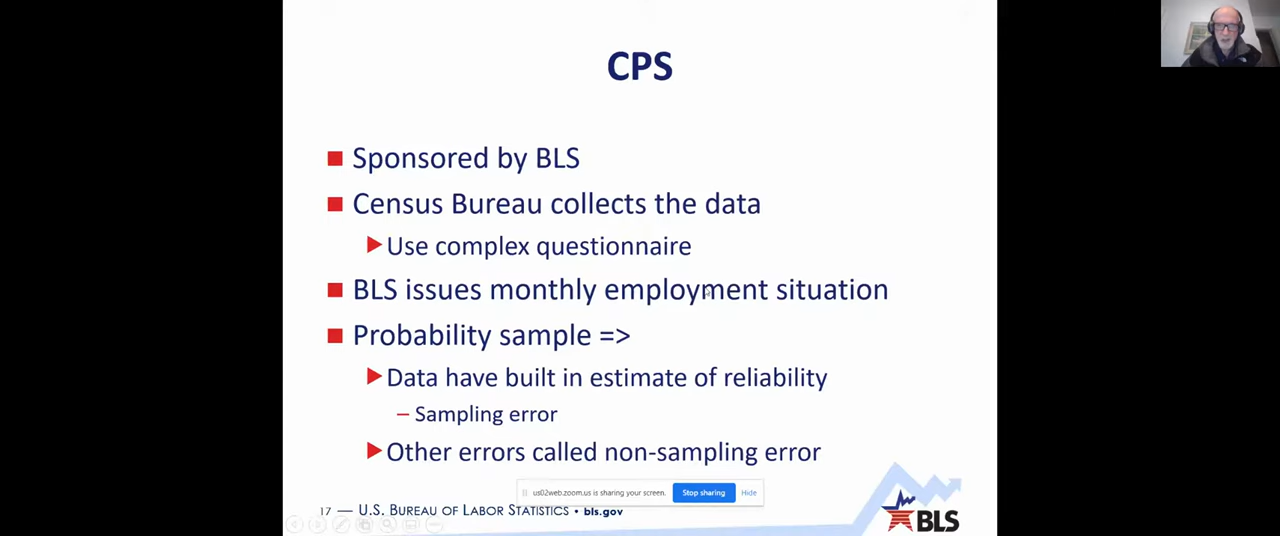 CPS
Sponsored by BLS
Census Bureau collects the data
Use complex questionnaire
BLS issues monthly employment situation
Probability sample =>
Data have built in estimate of reliability
– Sampling error
Other errors called non-sampling error
us02web.zoom.us is sharing your screen. Stop sharing Hide
17 — U.S. BUREAU OF LABOR STATISTICS • bls.gov
BLS